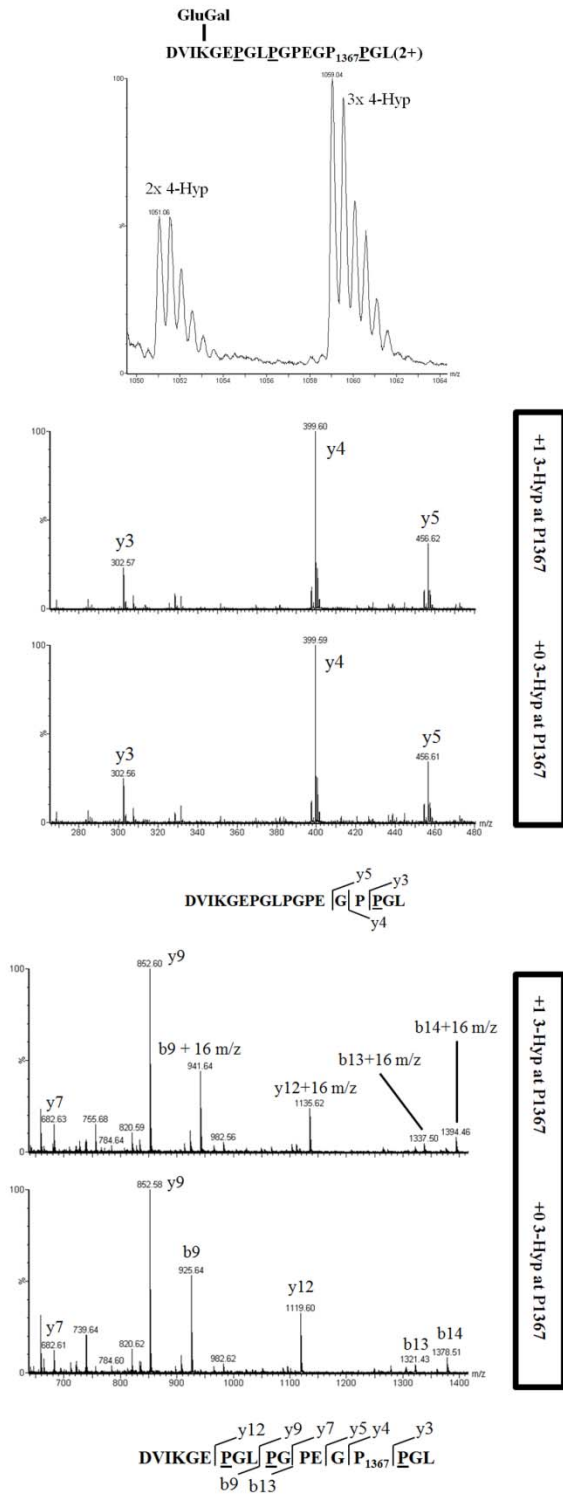 GluGal
DVIKGEPGLPGPEGP1367PGL(2+)
100
%
0
1059.04
3x 4-Hyp
2x 4-Hyp
1051.06
1050 1052 1054 1056 1058 1060 1062 1064 m/z
100
%
0
399.60
y4
y3
302.57
y5
456.62
+1 3-Hyp at P1367
100
%
0
399.59
y4
y3
302.56
y5
456.61
+0 3-Hyp at P1367
280 300 320 340 360 380 400 420 440 460 480 m/z
y5 y3
DVIKGEPGLPGPE G P PGL
y4
100
%
0
y9
852.60
b9 + 16 m/z
941.64
y7
682.63
755.68
784.64
820.59
982.56
y12+16 m/z
1135.62
b13+16 m/z
1337.50
b14+16 m/z
1394.46
+1 3-Hyp at P1367
100
%
0
y9
852.58
b9
925.64
y7
682.61
739.64
784.60
820.62
982.62
y12
1119.60
b13
1321.43
b14
1378.51
+0 3-Hyp at P1367
700 800 900 1000 1100 1200 1300 1400 m/z
y12 y9 y7 y5 y4 y3
DVIKGE PGL PG PEG P1367 PGL
b9 b13